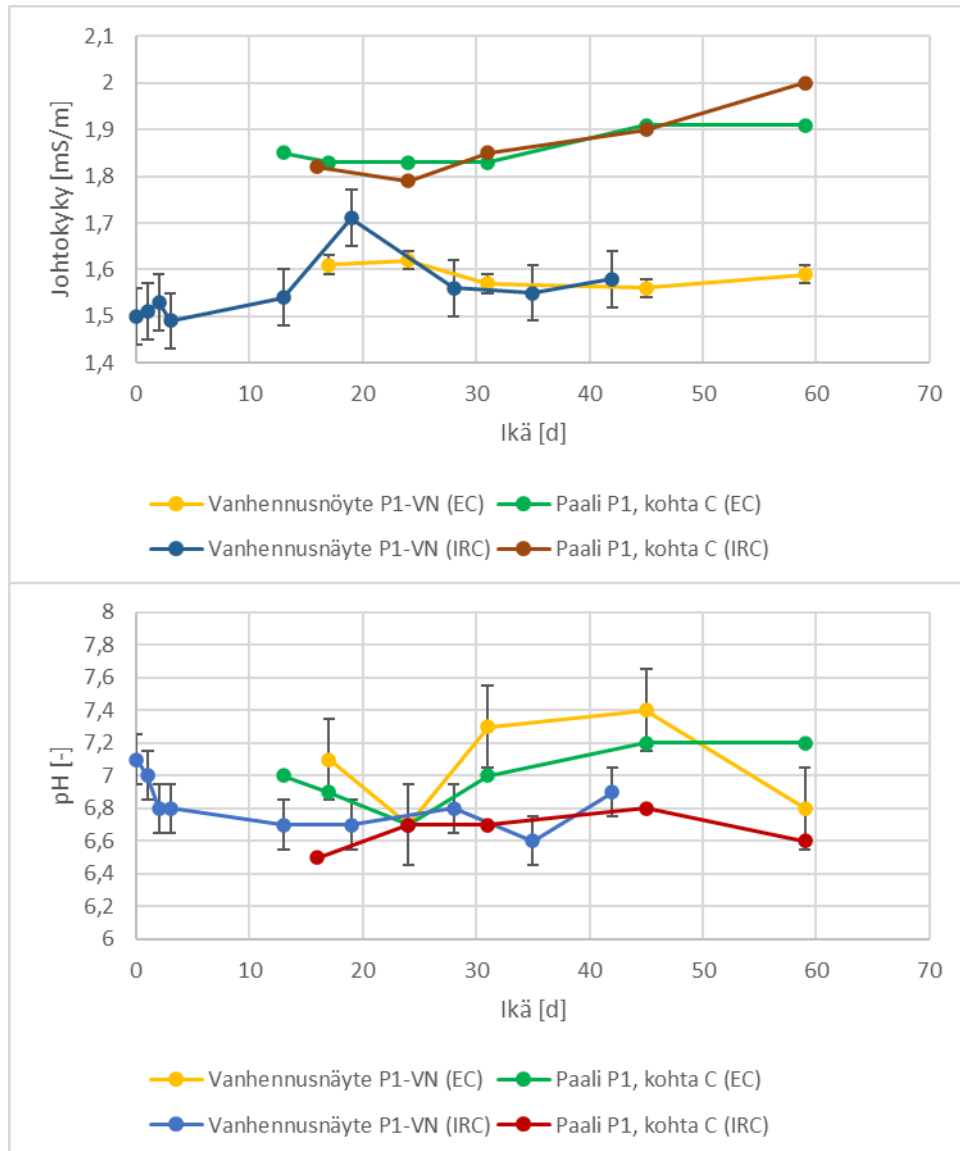 2,1
2
1,9
1,8
1,7
1,6
1,5
1,4
Johtokyky [mS/m]
0 10 20 30 40 50 60 70
Ikä [d]
Vanhennusnöyte P1-VN (EC) Paali P1, kohta C (EC)
Vanhennusnäyte P1-VN (IRC) Paali P1, kohta C (IRC)
8
7,8
7,6
7,4
7,2
7
6,8
6,6
6,4
6,2
6
pH [-]
0 10 20 30 40 50 60 70
Ikä [d]
Vanhennusnäyte P1-VN (EC) Paali P1, kohta C (EC)
Vanhennusnäyte P1-VN (IRC) Paali P1, kohta C (IRC)